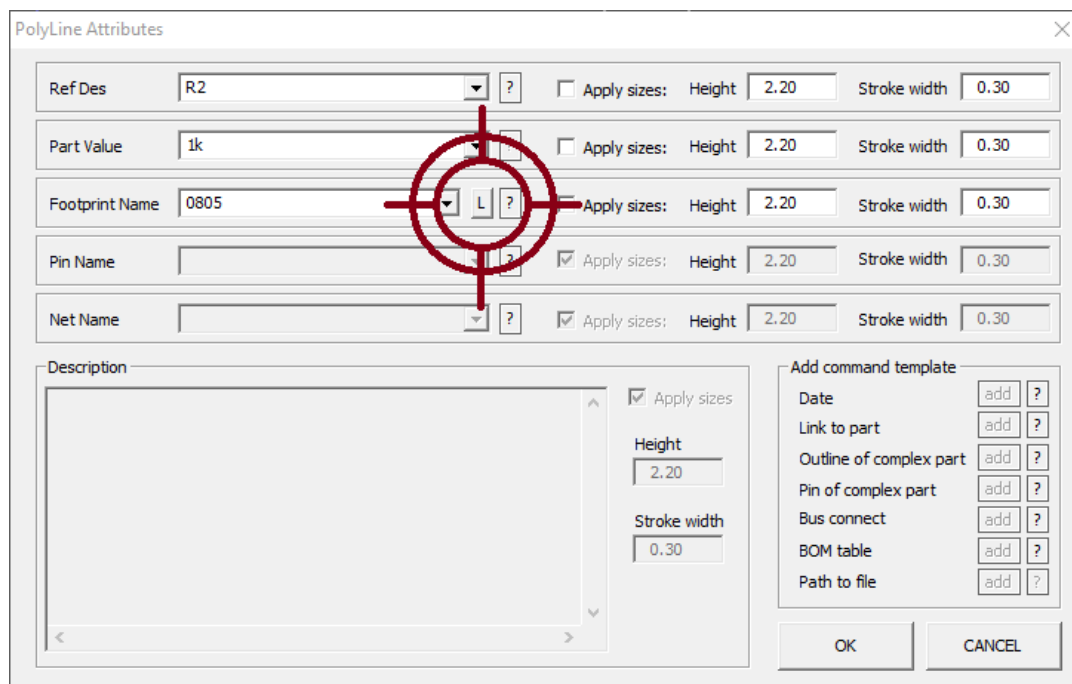 PolyLine Attributes
Ref Des R2 ? Apply sizes: Height 2.20 Stroke width 0.30
Part Value 1k Apply sizes: Height 2.20 Stroke width 0.30
Footprint Name 0805 L ? Apply sizes: Height 2.20 Stroke width 0.30
Pin Name ? Apply sizes: Height 2.20 Stroke width 0.30
Net Name ? Apply sizes: Height 2.20 Stroke width 0.30
Description
Apply sizes
Height
2.20
Stroke width
0.30
Add command template
Date add ?
Link to part add ?
Outline of complex part add ?
Pin of complex part add ?
Bus connect add ?
BOM table add ?
Path to file add ?
OK CANCEL